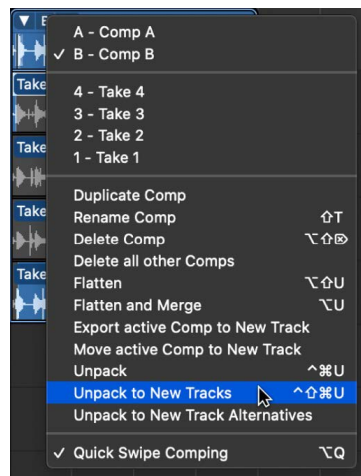 A - Comp A
✓ B - Comp B
4 - Take 4
3 - Take 3
2 - Take 2
1 - Take 1
Duplicate Comp
Rename Comp ⇧T
Delete Comp ⌥⇧⌦
Delete all other Comps
Flatten ⌥⇧U
Flatten and Merge ⌥U
Export active Comp to New Track
Move active Comp to New Track
Unpack ^⌘U
Unpack to New Tracks ^⇧⌘U
Unpack to New Track Alternatives
✓ Quick Swipe Comping ⌥Q
Take
Take
Take
Take